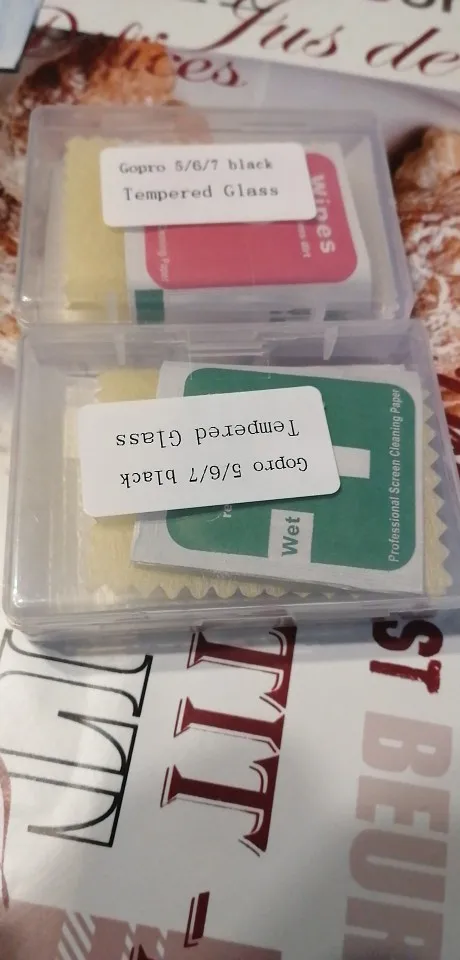 Délices
Jus de
Gopro 5/6/7 black
Tempered Glass
Wipes
Gopro 5/6/7 black
Tempered Glass
Wet
Professional Screen Cleaning Paper
ST BEUR